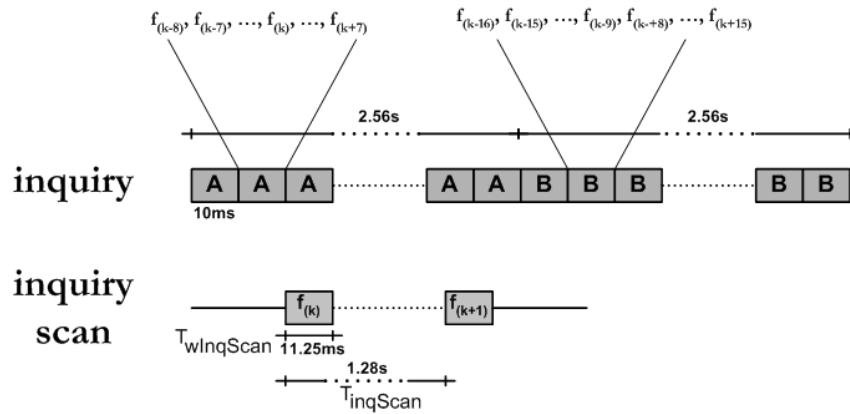 f(k-8), f(k-7), ..., f(k), ..., f(k+7)
f(k-16), f(k-15), ..., f(k-9), f(k-+8), ..., f(k+15)
2.56s
2.56s
inquiry
A A A A A B B B B B
10ms
inquiry
scan
f(k)
f(k+1)
TwInqScan
11.25ms
1.28s
TinqScan